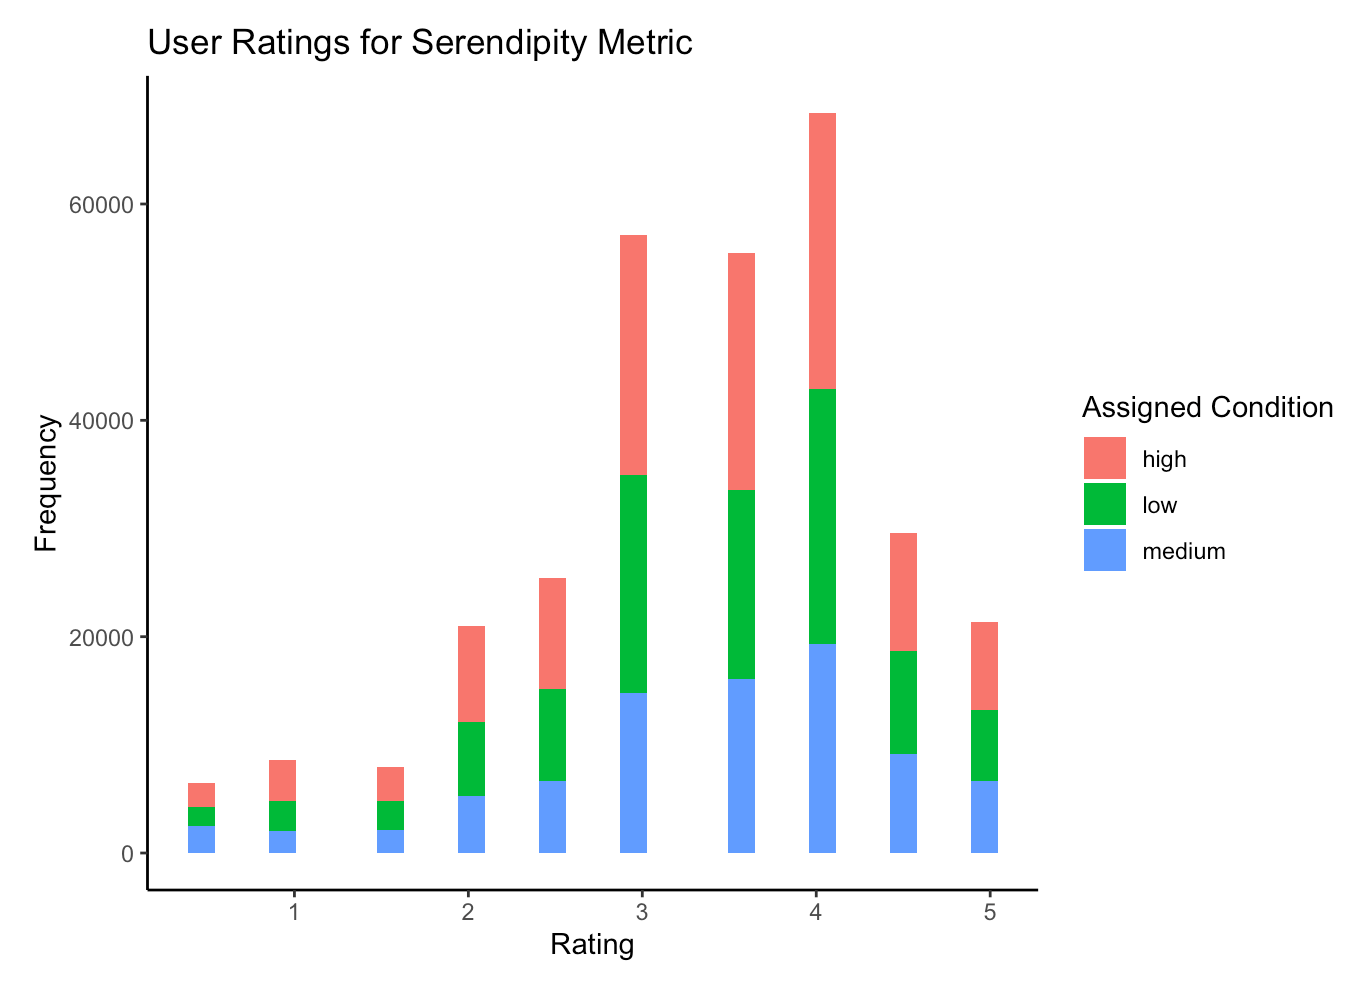 User Ratings for Serendipity Metric
60000
40000
20000
0
Frequency
1 2 3 4 5
Rating
Assigned Condition
high
low
medium